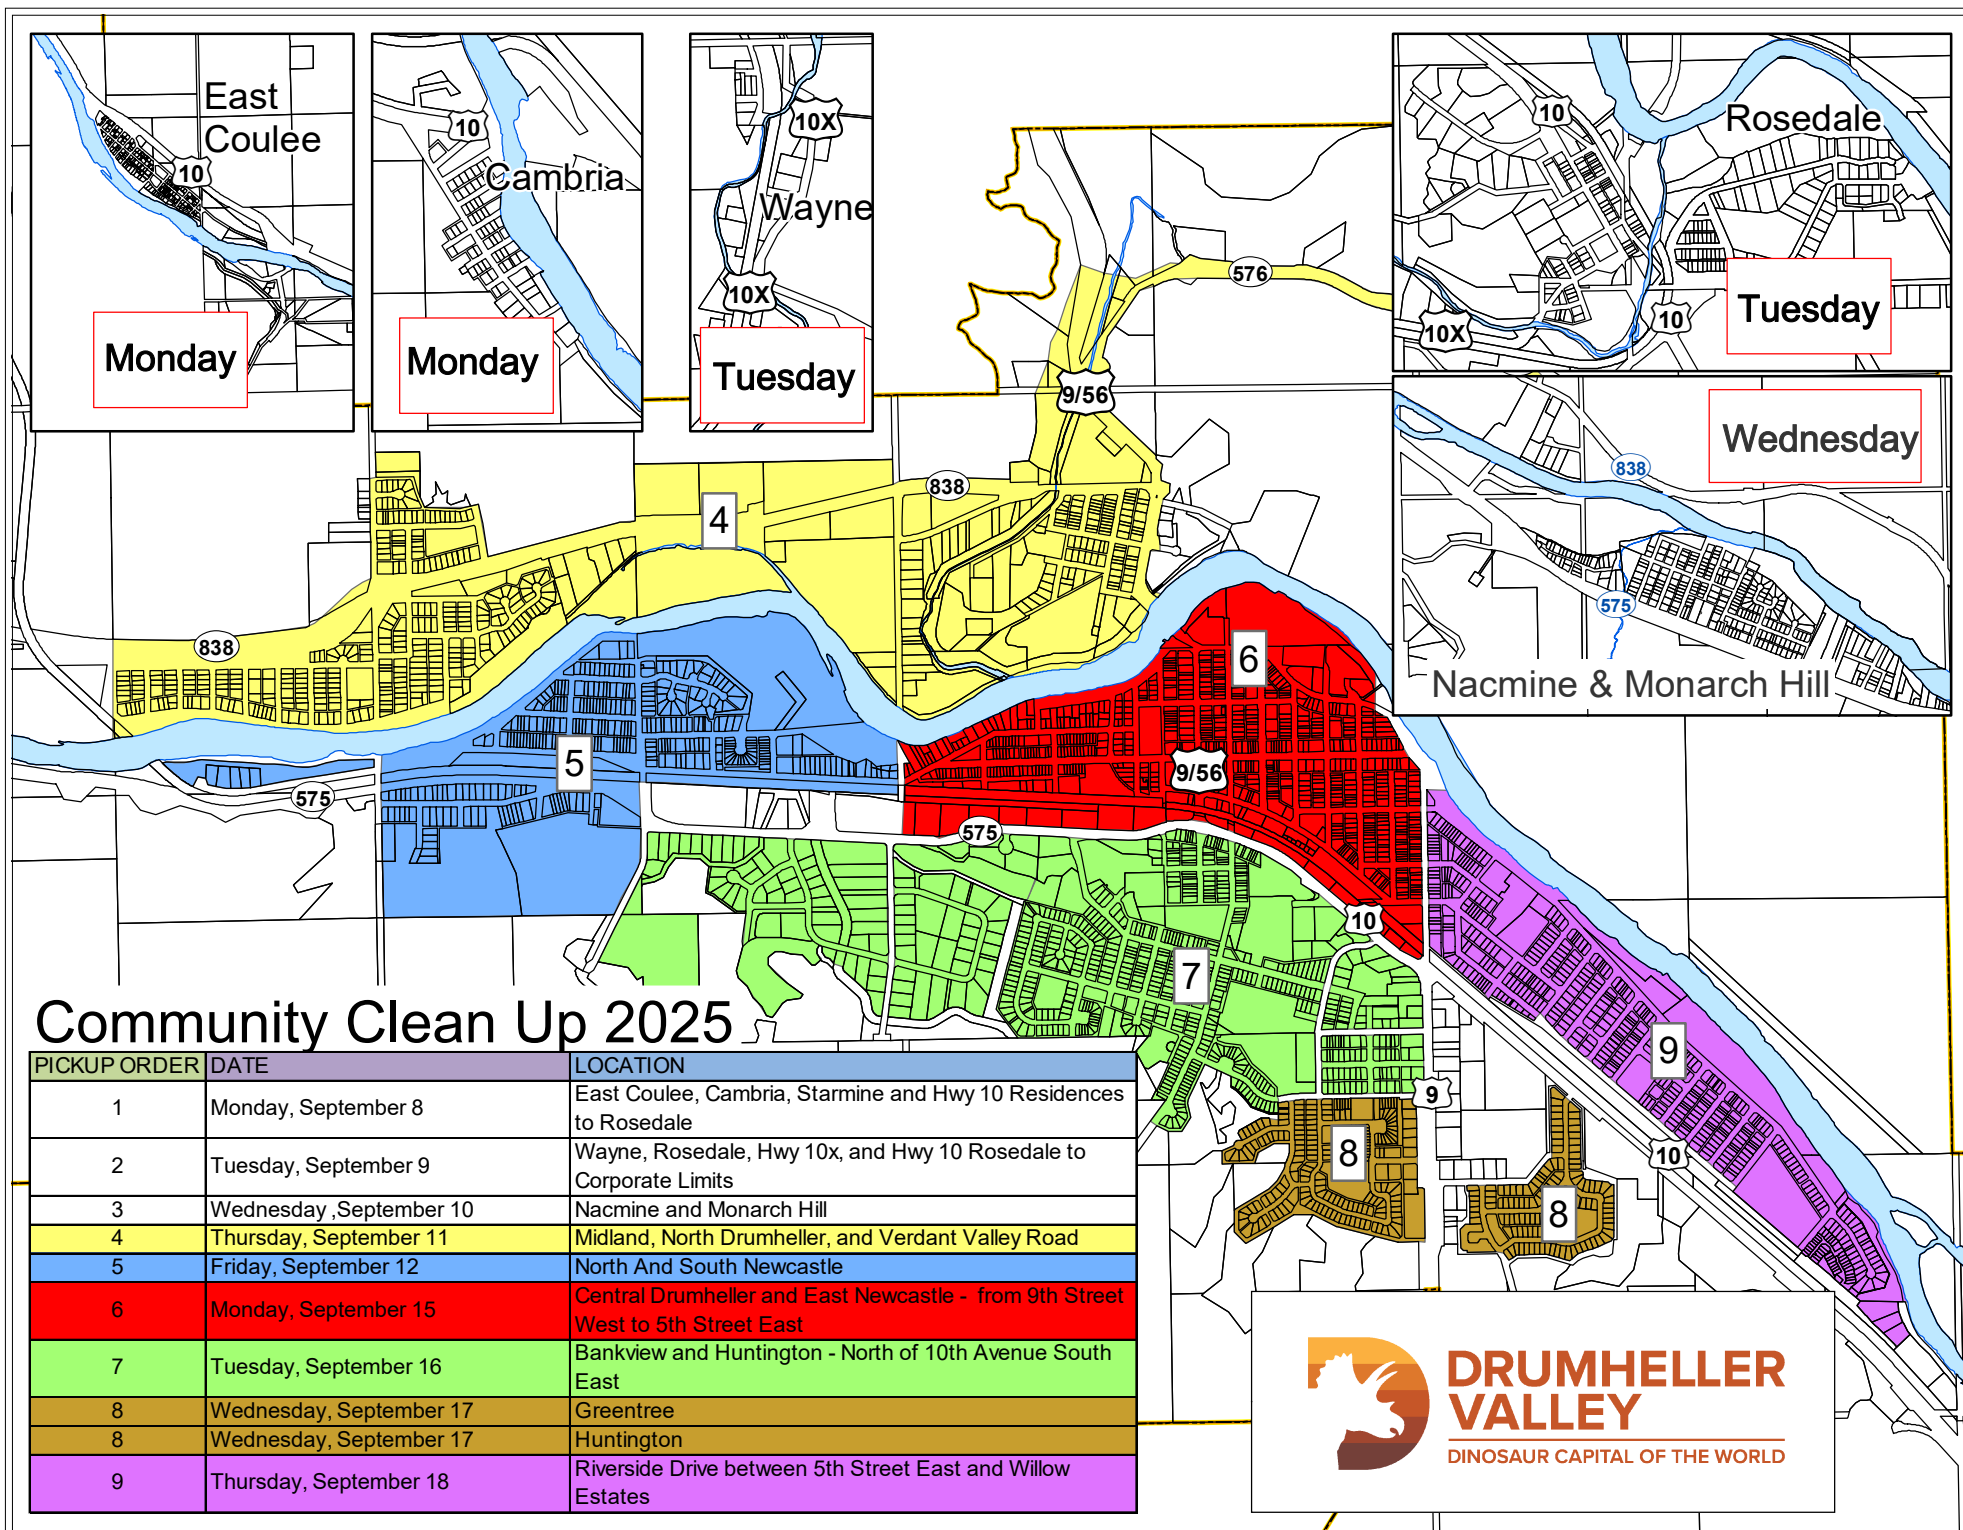 East
Coulee
10
Monday
10
Cambria
Monday
10X
Wayne
10X
Tuesday
10
Rosedale
10X
10
Tuesday
Wednesday
838
575
Nacmine & Monarch Hill
576
9/56
838
4
838
6
5
9/56
575
575
10
7
9
8
9
10
8
Community Clean Up 2025
PICKUP ORDER DATE LOCATION
1 Monday, September 8 East Coulee, Cambria, Starmine and Hwy 10 Residences
to Rosedale
2 Tuesday, September 9 Wayne, Rosedale, Hwy 10x, and Hwy 10 Rosedale to
Corporate Limits
3 Wednesday ,September 10 Nacmine and Monarch Hill
4 Thursday, September 11 Midland, North Drumheller, and Verdant Valley Road
5 Friday, September 12 North And South Newcastle
6 Monday, September 15 Central Drumheller and East Newcastle - from 9th Street
West to 5th Street East
7 Tuesday, September 16 Bankview and Huntington - North of 10th Avenue South
East
8 Wednesday, September 17 Greentree
8 Wednesday, September 17 Huntington
9 Thursday, September 18 Riverside Drive between 5th Street East and Willow
Estates
DRUMHELLER
VALLEY
DINOSAUR CAPITAL OF THE WORLD